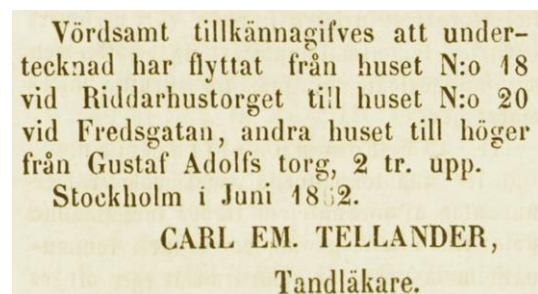 Vördsamt tillkännagifves att under-
tecknad har flyttat från huset N:o 18
vid Riddarhustorget till huset N:o 20
vid Fredsgatan, andra huset till höger
från Gustaf Adolfs torg, 2 tr. upp.
Stockholm i Juni 1862.
CARL EM. TELLANDER,
Tandläkare.